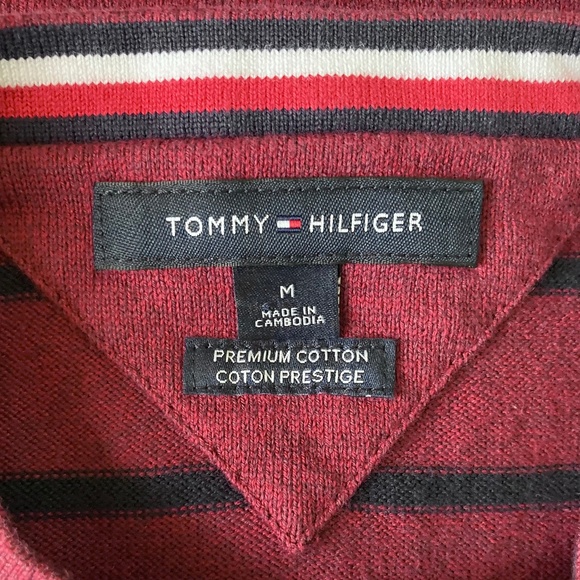 TOMMY HILFIGER
M
MADE IN
CAMBODIA
PREMIUM COTTON
COTON PRESTIGE